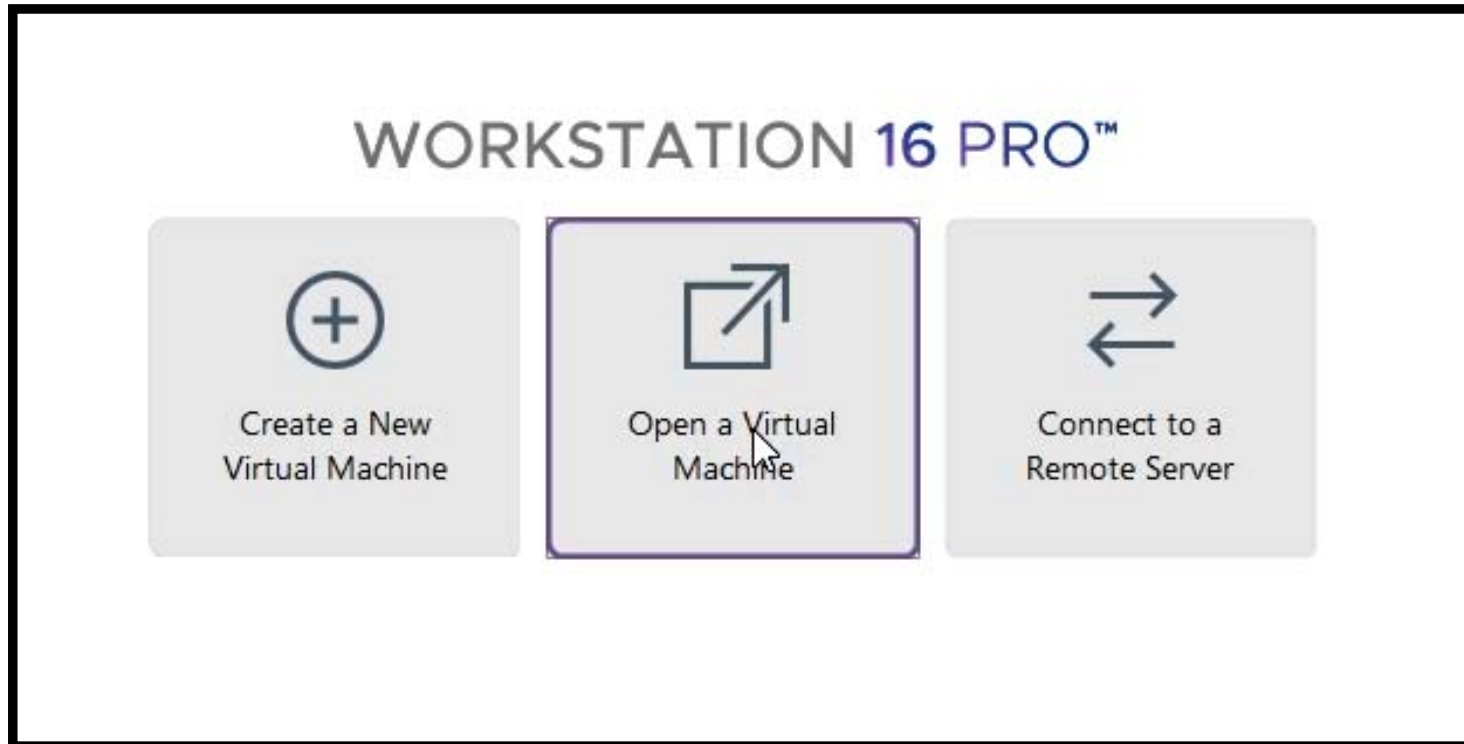 WORKSTATION 16 PRO™
Create a New
Virtual Machine
Open a Virtual
Machine
Connect to a
Remote Server